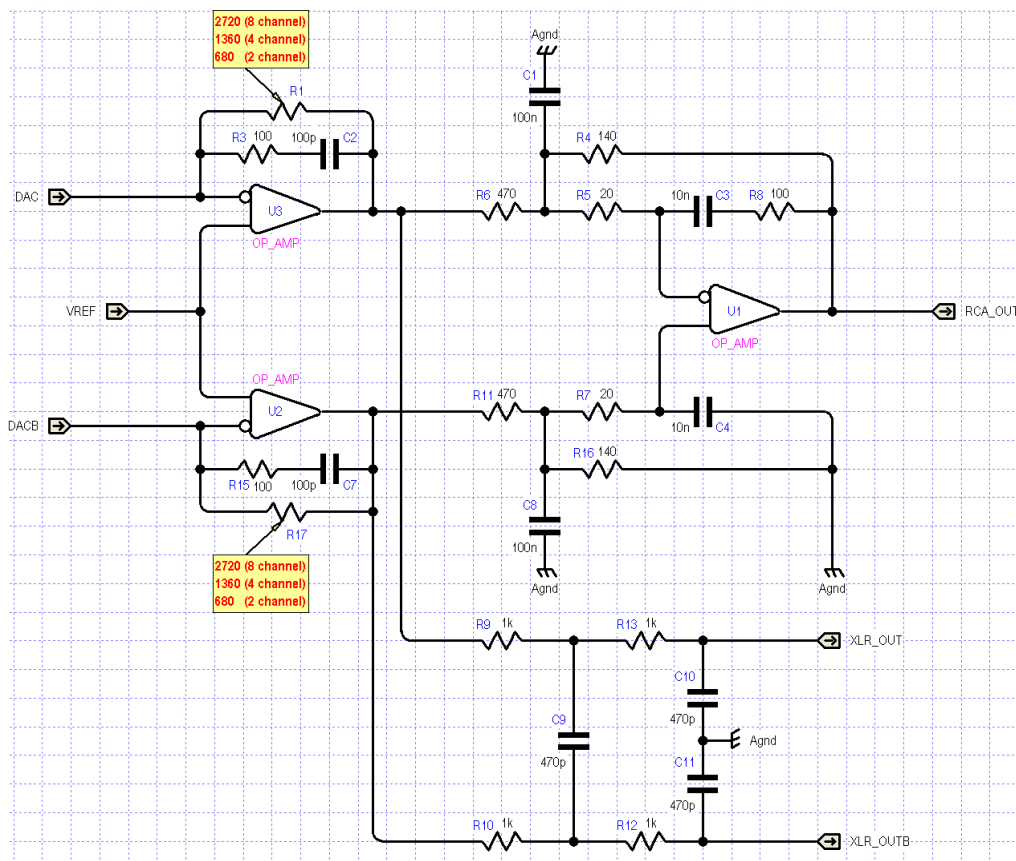 2720 (8 channel)
1360 (4 channel)
680 (2 channel)
Agnd
C1
100n
R1
R3 100 100p C2
R4 140
DAC
U3
OP_AMP
R6 470
R5 20
10n C3
R8 100
VREF
U1
OP_AMP
RCA_OUT
OP_AMP
U2
DACB
R11 470
R7 20
10n C4
R15 100 100p C7
R16 140
R17
C8
100n
Agnd
Agnd
2720 (8 channel)
1360 (4 channel)
680 (2 channel)
R9 1k
R13 1k
XLR_OUT
C10
470p
C9
470p
Agnd
C11
470p
R10 1k
R12 1k
XLR_OUTB